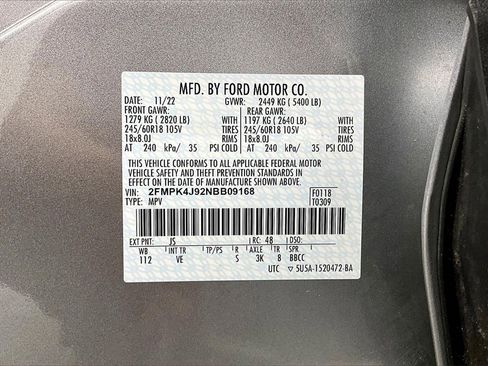 MFD. BY FORD MOTOR CO.
DATE: 11/22 GVWR: 2449 KG ( 5400 LB)
FRONT GAWR: REAR GAWR:
1279 KG ( 2820 LB) WITH 1197 KG ( 2640 LB) WITH
245/60R18 105V TIRES 245/60R18 105V TIRES
18x8.0J RIMS 18x8.0J RIMS
AT 240 kPa/ 35 PSI COLD AT 240 kPa/ 35 PSI COLD
THIS VEHICLE CONFORMS TO ALL APPLICABLE FEDERAL MOTOR
VEHICLE SAFETY AND THEFT PREVENTION STANDARDS IN
EFFECT ON THE DATE OF MANUFACTURE SHOWN ABOVE.
VIN: 2FMPK4J92NBB09168 F0118
TYPE: MPV T0309
EXT PNT: JS RC: 48 DSO:
WB INT TR TP/PS R AXLE TR SPR
112 VE S 3K 8 BBCC
UTC 5U5A-1520472-BA